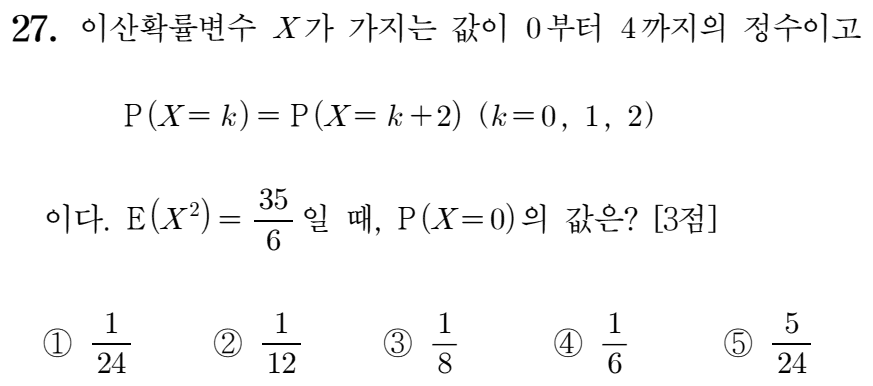 27. 이산확률변수 X가 가지는 값이 0부터 4까지의 정수이고
P(X=k)=P(X=k+2) (k=0, 1, 2)
이다. E(X²)=35/6일 때, P(X=0)의 값은? [3점]
① 1/24 ② 1/12 ③ 1/8 ④ 1/6 ⑤ 5/24